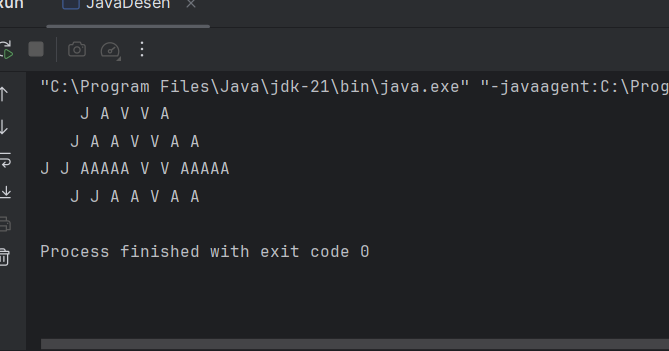 Run JavaDesen
"C:\Program Files\Java\jdk-21\bin\java.exe" "-javaagent:C:\Prog
    J A V V A
   J A A V V A A
J J AAAAA V V AAAAA
   J J A A V A A
Process finished with exit code 0